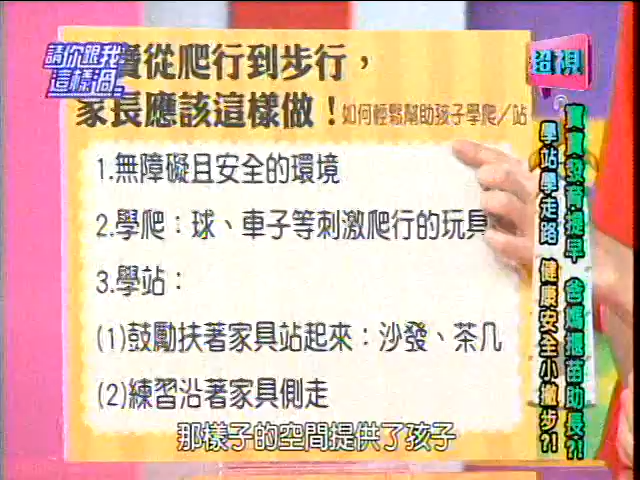 請你跟我
這樣過
寶從爬行到步行，
家長應該這樣做！如何輕鬆幫助孩子學爬／站
1.無障礙且安全的環境
2.學爬：球、車子等刺激爬行的玩具
3.學站：
(1)鼓勵扶著家具站起來：沙發、茶几
(2)練習沿著家具側走
那樣子的空間提供了孩子
超視
寶寶發育提早 爸媽揠苗助長?!
學站學走路 健康安全小撇步?!